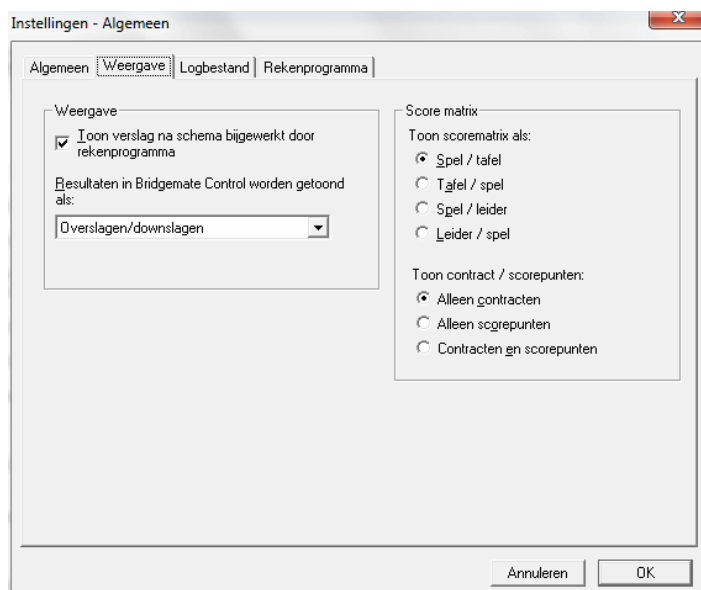 Instellingen - Algemeen
x
Algemeen Weergave Logbestand Rekenprogramma
Weergave
Toon verslag na schema bijgewerkt door
rekenprogramma
Resultaten in Bridgemate Control worden getoond
als:
Overslagen/downslagen
Score matrix
Toon scorematrix als:
Spel / tafel
Tafel / spel
Spel / leider
Leider / spel
Toon contract / scorepunten:
Alleen contracten
Alleen scorepunten
Contracten en scorepunten
Annuleren OK